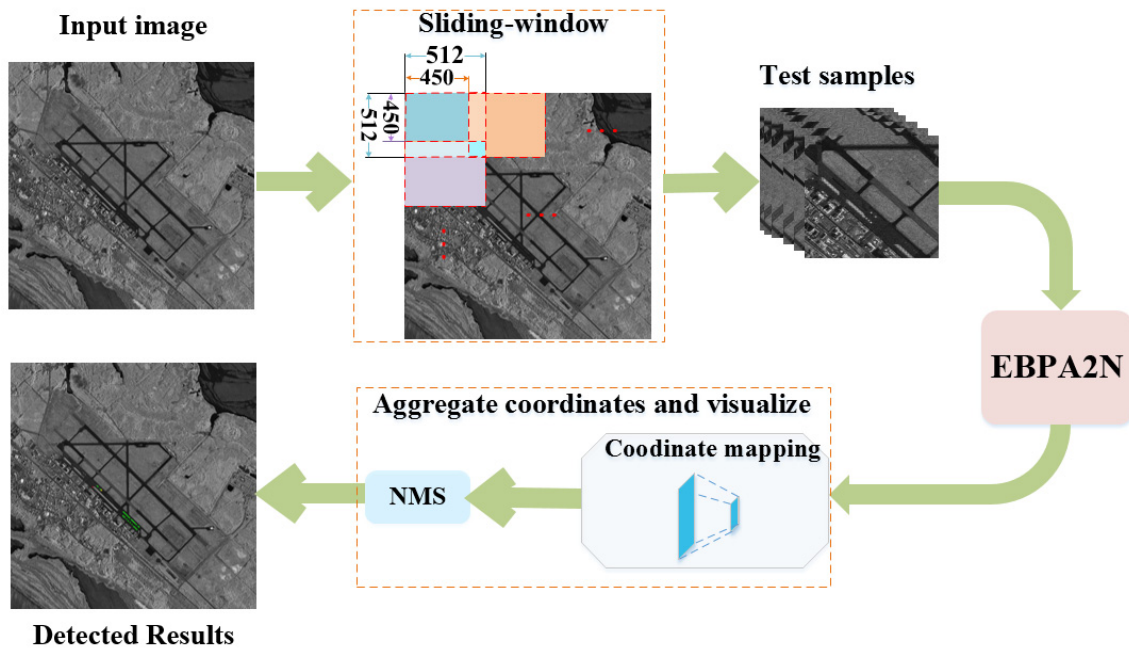 Input image
Sliding-window
512
450
450
512
Test samples
EBPA2N
Aggregate coordinates and visualize
Coodinate mapping
NMS
Detected Results